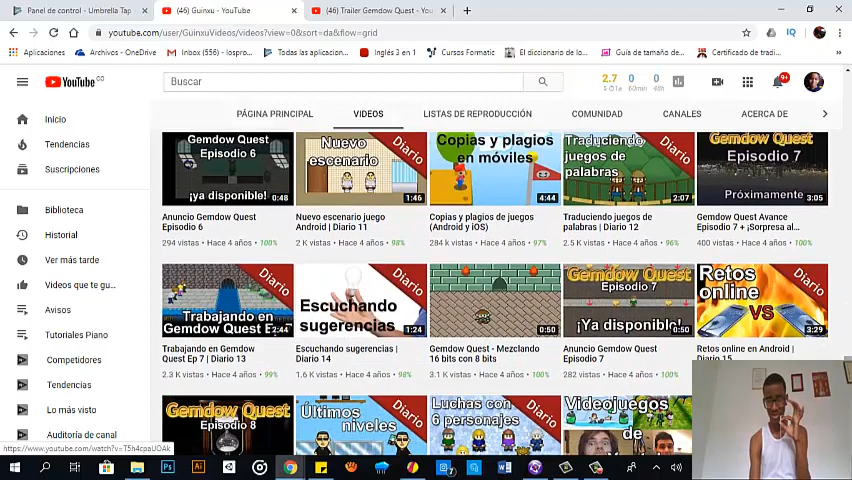 Panel de control - Umbrella Tap
(46) Guinxu - YouTube
(46) Trailer Gemdow Quest - You
youtube.com/user/GuinxuVideos/videos?view=0&sort=da&flow=grid
IQ
Aplicaciones
Archivos - OneDrive
Inbox (556) - lospro...
Todas las aplicacion...
Inglés 3 en 1
Cursos Formatic
El diccionario de lo...
Guía de tamaño de...
Certificado de tradi...
YouTube CO
Buscar
2.7
0
0
60min
48h
9+
PÁGINA PRINCIPAL
VIDEOS
LISTAS DE REPRODUCCIÓN
COMUNIDAD
CANALES
ACERCA DE
Inicio
Tendencias
Suscripciones
Biblioteca
Historial
Ver más tarde
Videos que te gu...
Avisos
Tutoriales Piano
Competidores
Tendencias
Lo más visto
Auditoría de canal
Gemdow Quest
Episodio 6
¡ya disponible!
0:48
Nuevo
escenario
Diario
1:46
Copias y plagios
en móviles
4:44
Traduciendo
juegos de
palabras
Diario
2:07
Gemdow Quest
Episodio 7
Próximamente
3:05
Anuncio Gemdow Quest
Episodio 6
294 vistas • Hace 4 años • 100%
Nuevo escenario juego
Android | Diario 11
2 K vistas • Hace 4 años • 98%
Copias y plagios de juegos
(Android y iOS)
284 k vistas • Hace 4 años • 97%
Traduciendo juegos de
palabras | Diario 12
2.5 K vistas • Hace 4 años • 96%
Gemdow Quest Avance
Episodio 7 + ¡Sorpresa al...
400 vistas • Hace 4 años • 100%
Diario
Trabajando en
Gemdow Quest Ep 7
2:44
Diario
Escuchando
sugerencias
1:24
0:50
Gemdow Quest
Episodio 7
¡Ya disponible!
0:50
Retos
online
Diario
VS
3:29
Trabajando en Gemdow
Quest Ep 7 | Diario 13
2.3 K vistas • Hace 4 años • 99%
Escuchando sugerencias |
Diario 14
1.6 K vistas • Hace 4 años • 98%
Gemdow Quest - Mezclando
16 bits con 8 bits
3.1 K vistas • Hace 4 años • 100%
Anuncio Gemdow Quest
Episodio 7
282 vistas • Hace 4 años • 100%
Retos online en Android |
Diario 15
Gemdow Quest
Episodio 8
Últimos
niveles
Diario
Luchas con
6 personajes
Diario
Videojuegos
de
https://www.youtube.com/watch?v=T5h4cpaUOAk